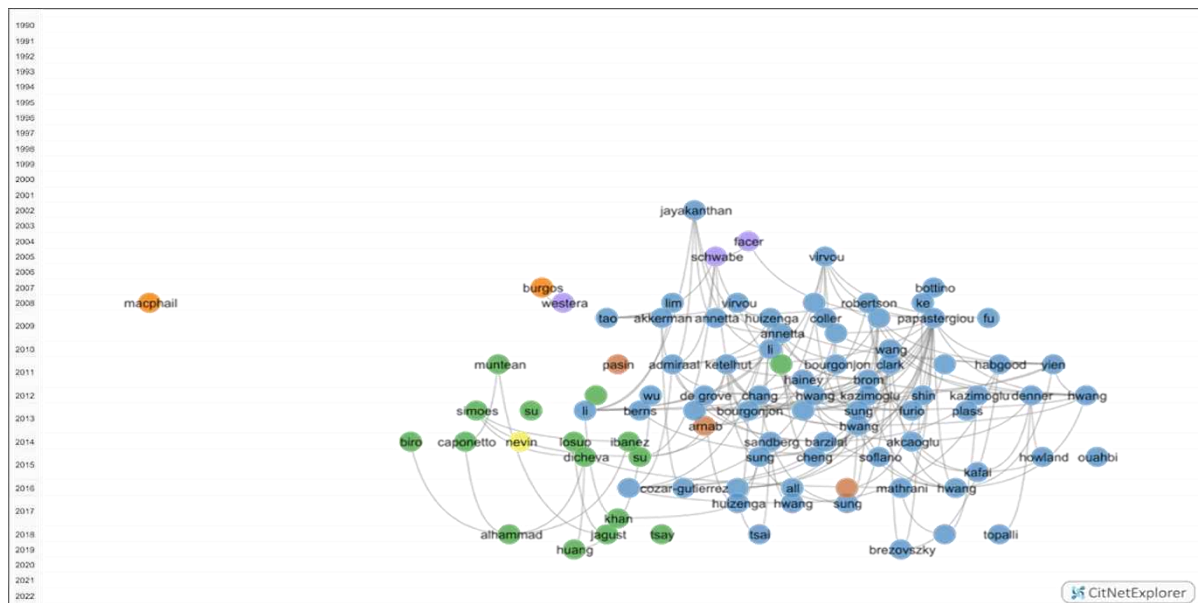 1990
1991
1992
1993
1994
1995
1996
1997
1998
1999
2000
2001
2002 jayakanthan
2003
2004 facer
2005 schwabe virvou
2006
2007 burgos bottino
2008 macphail westera lim virvou robertson ke
2009 tao akkerman annetta huizenga coller papastergiou fu
annetta
2010 li wang
2011 muntean pasin admiraal ketelhut bourgonjon clark habgood yien
hainey brom
2012 wu de grove chang hwang kazimoglu shin kazimoglu denner hwang
2013 simoes su li berns bourgonjon sung furio plass
arnab hwang
2014 biro caponetto nevin iosup ibanez sandberg barzilai akcaoglu
2015 dicheva su sung cheng soflano howland ouahbi
kafai
2016 cozar-gutierrez all mathrani hwang
2017 huizenga hwang sung
khan
2018 alhammad jagust tsay tsai topalli
2019 huang brezovszky
2020
2021
2022
CitNetExplorer